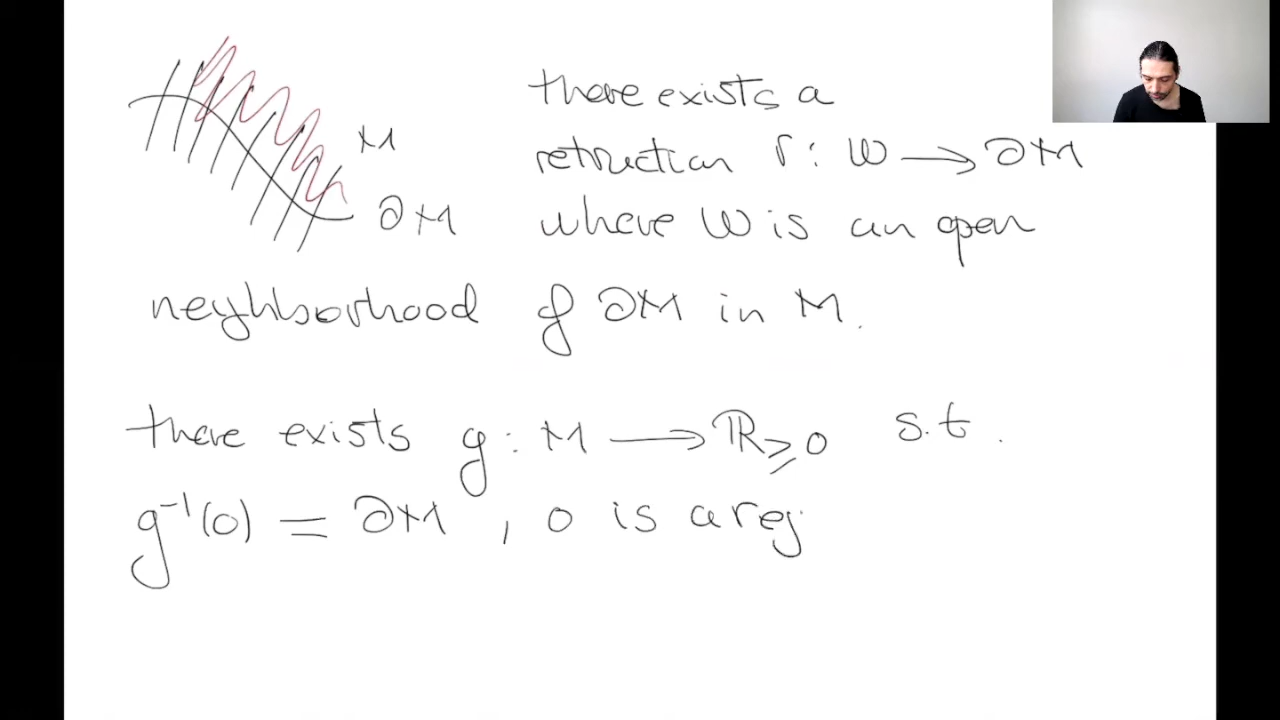 there exists a
M
retraction r : W → ∂M
∂M
where W is an open
neighborhood of ∂M in M.
there exists g : M → ℝ≥0 s.t.
g⁻¹(0) = ∂M , 0 is a reg